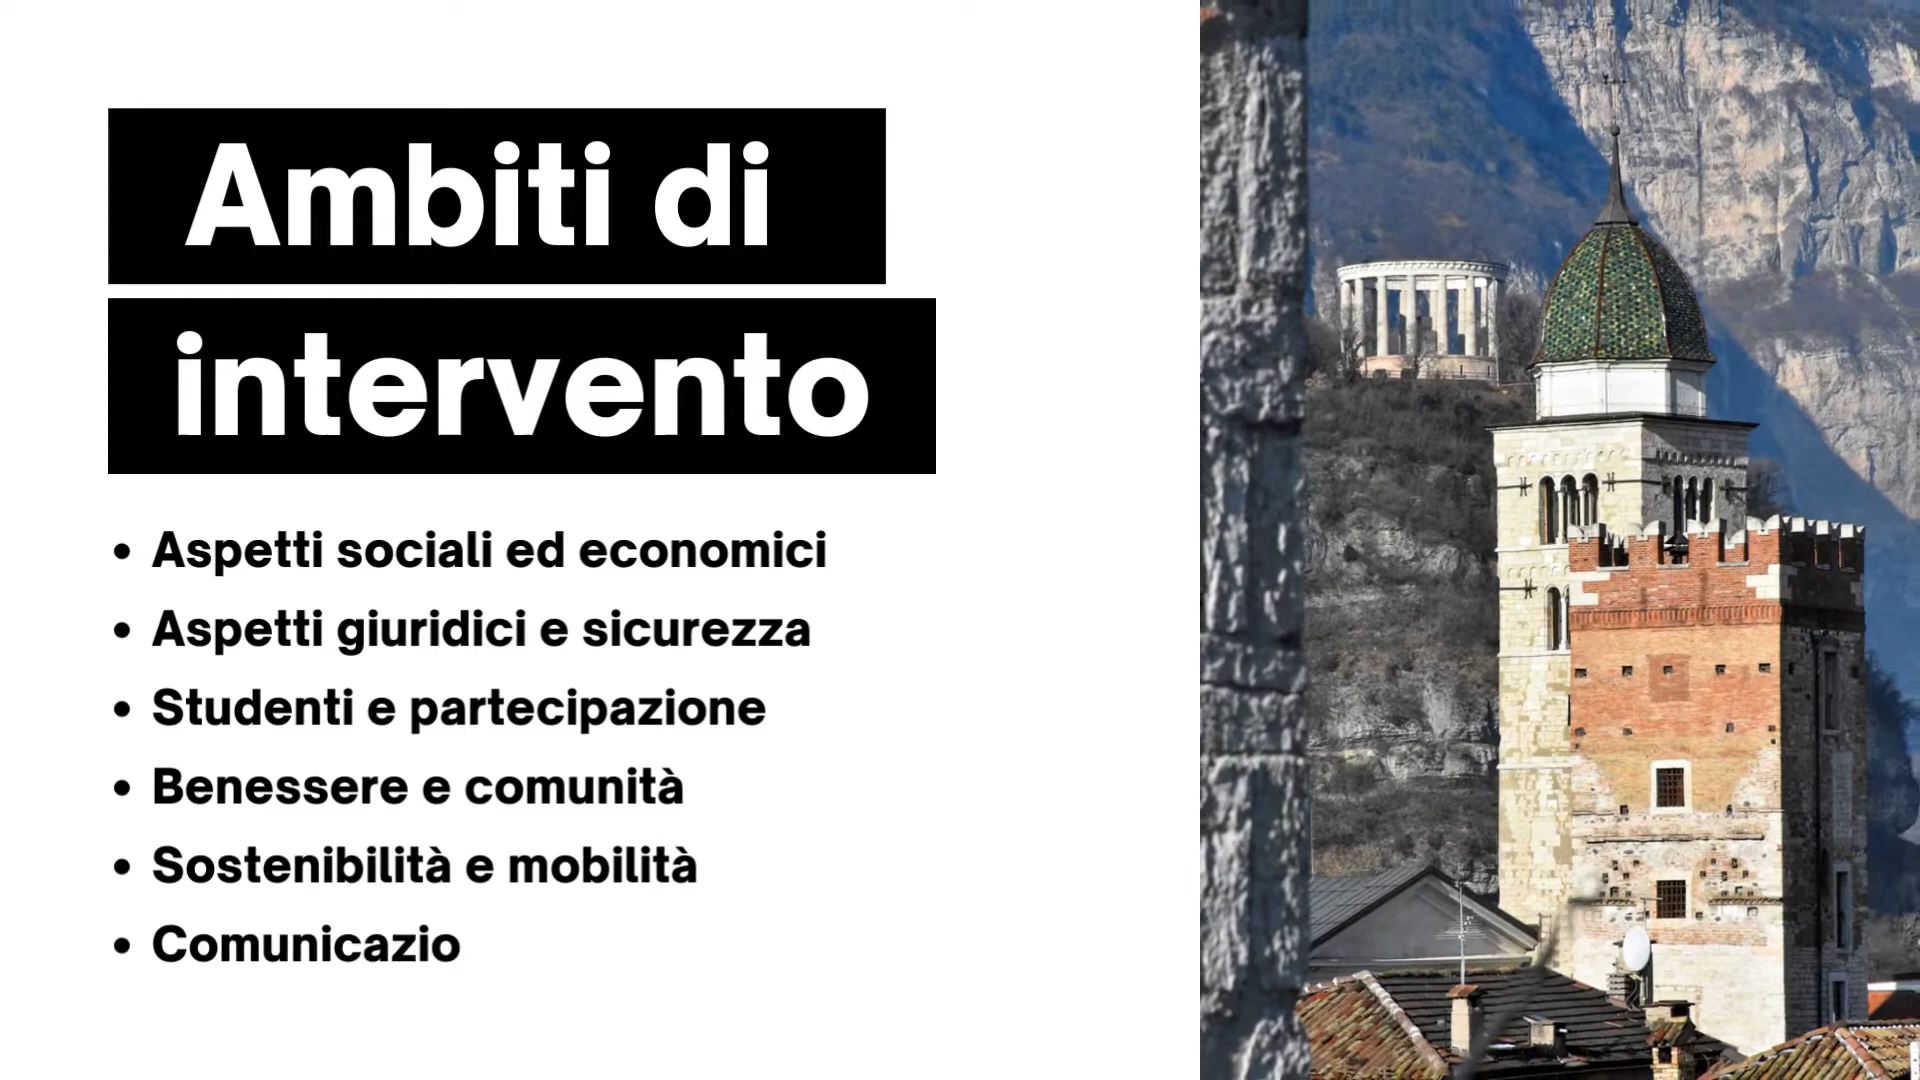 Ambiti di
intervento
• Aspetti sociali ed economici
• Aspetti giuridici e sicurezza
• Studenti e partecipazione
• Benessere e comunità
• Sostenibilità e mobilità
• Comunicazio